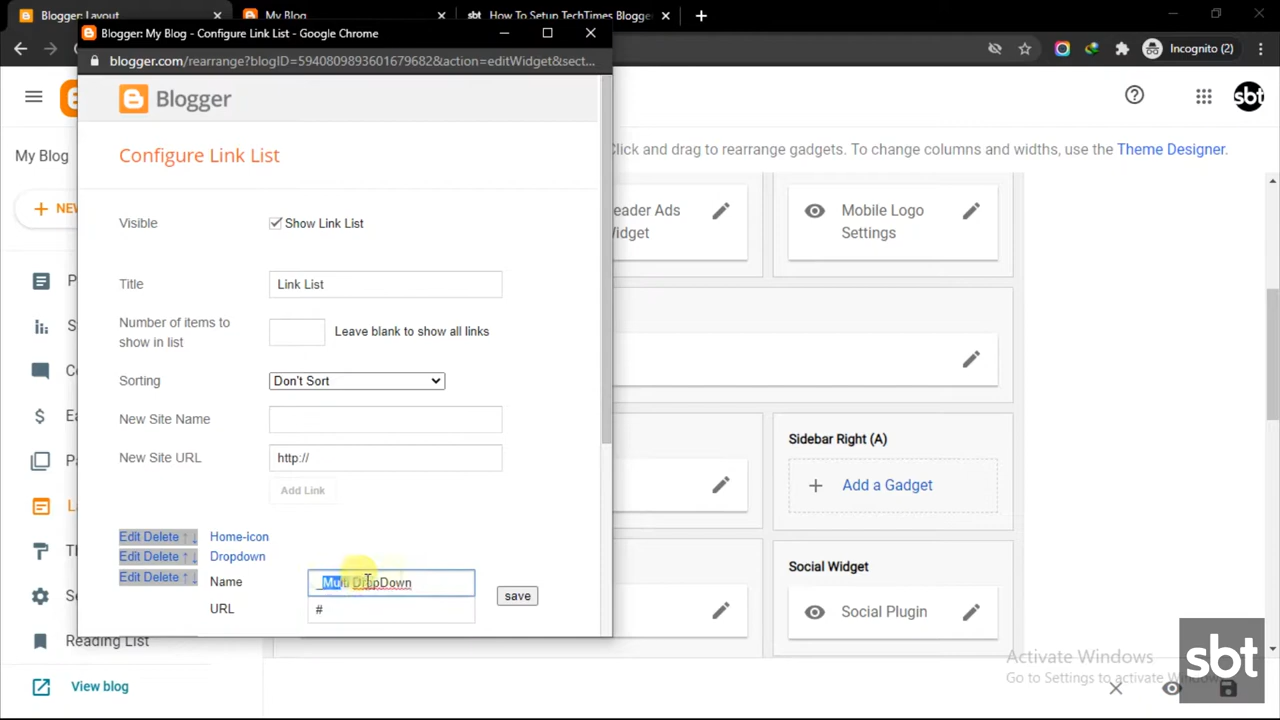 Blogger: Layout
My Blog
sbt How To Setup TechTimes Blogge
Blogger: My Blog - Configure Link List - Google Chrome
Incognito (2)
blogger.com/rearrange?blogID=5940809893601679682&action=editWidget&sect...
Blogger
sbt
My Blog
Configure Link List
Click and drag to rearrange gadgets. To change columns and widths, use the Theme Designer.
NEW
Visible
Show Link List
eader Ads
idget
Mobile Logo
Settings
Title
Link List
Number of items to
show in list
Leave blank to show all links
Sorting
Don't Sort
New Site Name
New Site URL
http://
Add Link
Sidebar Right (A)
Add a Gadget
Edit Delete ↑ ↓ Home-icon
Edit Delete ↑ ↓ Dropdown
Edit Delete ↑ ↓ Name
_Multi DropDown
save
URL
#
Social Widget
Social Plugin
Reading List
View blog
Activate Windows
Go to Settings to activate Windows.
sbt